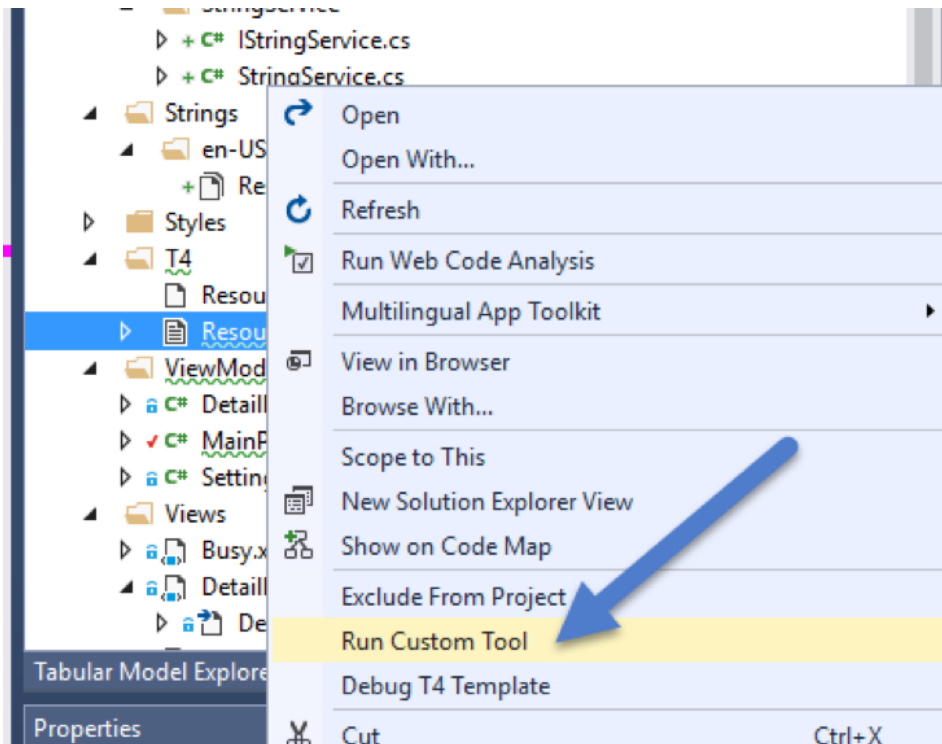 StringService
C# IStringService.cs
C# StringService.cs
Strings
en-US
Re
Styles
T4
Resou
Resou
ViewMod
C# Detaill
C# MainP
C# Setting
Views
Busy.x
Detaill
De
Tabular Model Explore
Properties
Open
Open With...
Refresh
Run Web Code Analysis
Multilingual App Toolkit
View in Browser
Browse With...
Scope to This
New Solution Explorer View
Show on Code Map
Exclude From Project
Run Custom Tool
Debug T4 Template
Cut Ctrl+X